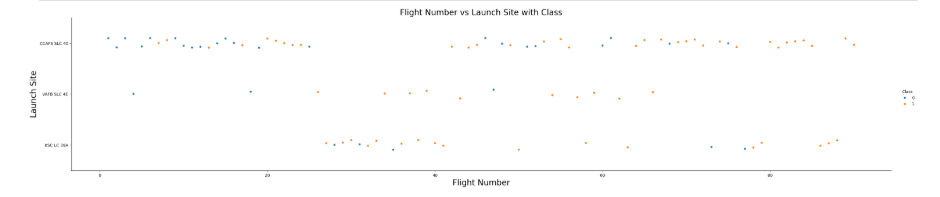 Flight Number vs Launch Site with Class
Launch Site
CCAFS SLC 40
VAFB SLC 4E
KSC LC 39A
0
20
40
60
80
Flight Number
Class
0
1